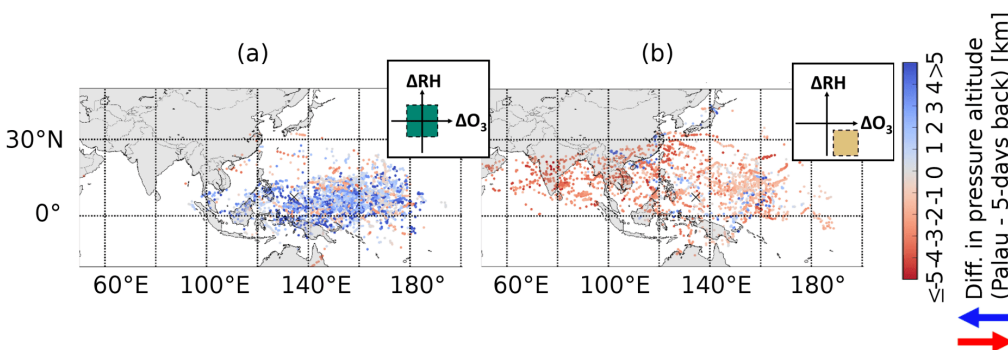 (a)
(b)
ΔRH
ΔO₃
ΔRH
ΔO₃
30°N
0°
60°E
100°E
140°E
180°
60°E
100°E
140°E
180°
≤-5 -4 -3 -2 -1 0 1 2 3 4 >5
Diff. in pressure altitude
(Palau - 5-days back) [km]